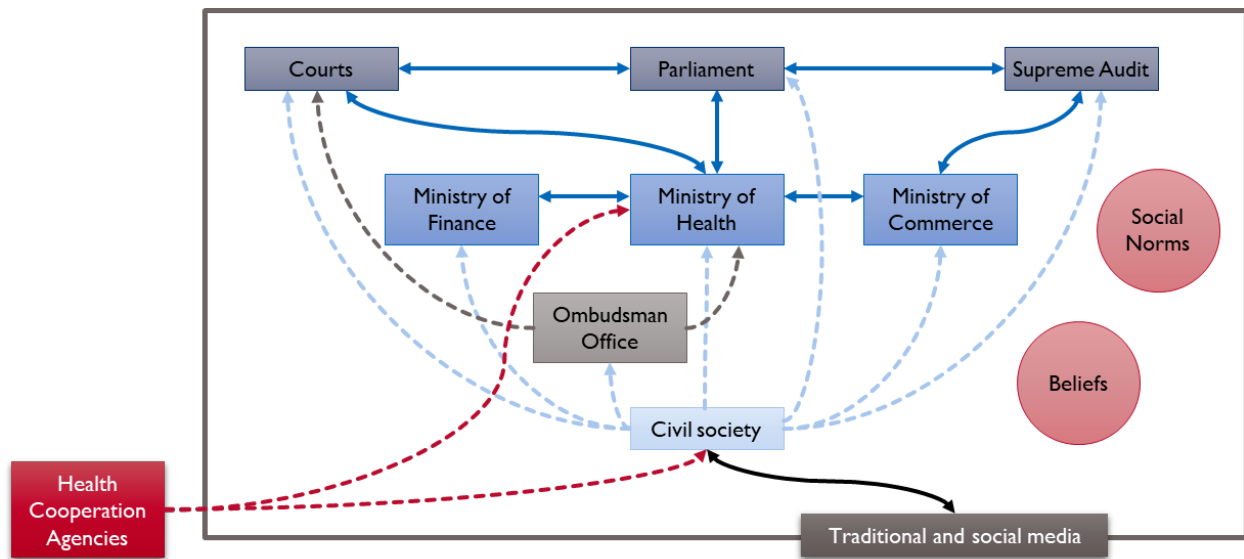 Courts
Parliament
Supreme Audit
Ministry of
Finance
Ministry of
Health
Ministry of
Commerce
Social
Norms
Ombudsman
Office
Beliefs
Civil society
Health
Cooperation
Agencies
Traditional and social media